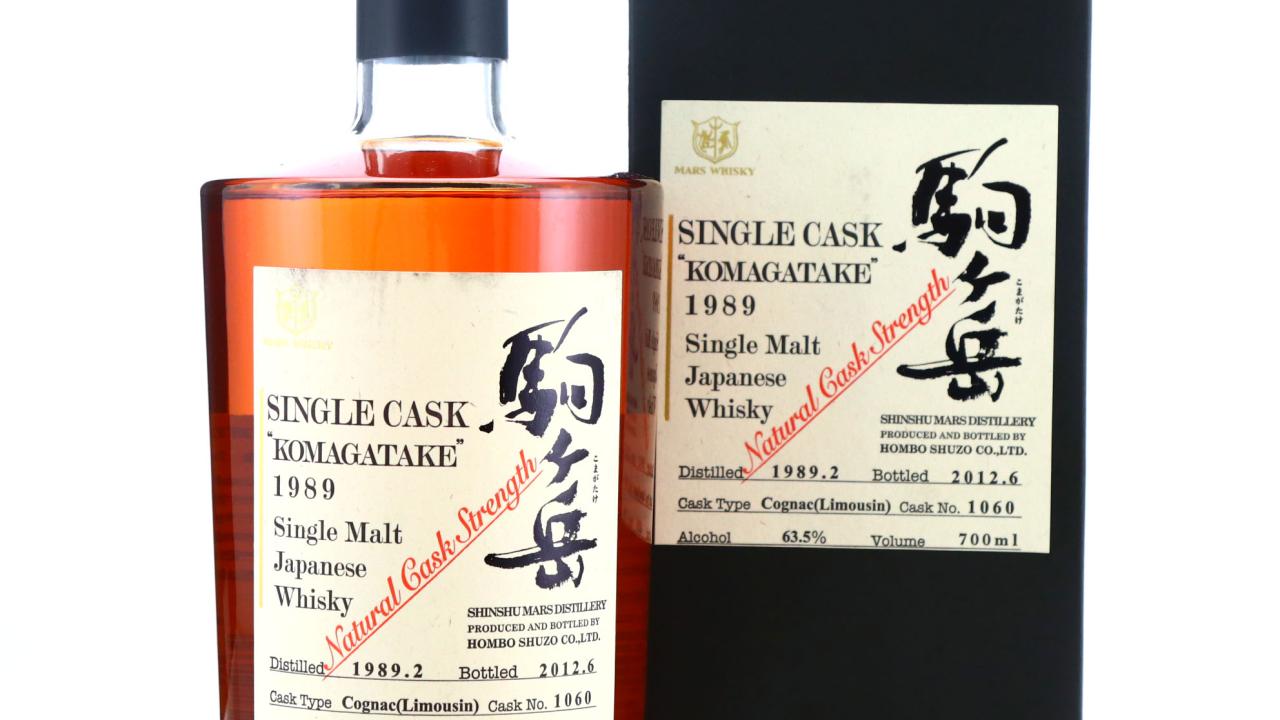 MARS WHISKY
SINGLE CASK
"KOMAGATAKE"
1989
Single Malt
Japanese
Whisky
Natural Cask Strength
駒ヶ岳
こまがたけ
SHINSHU MARS DISTILLERY
PRODUCED AND BOTTLED BY
HOMBO SHUZO CO.,LTD.
Distilled 1989.2 Bottled 2012.6
Cask Type Cognac(Limousin) Cask No. 1060
MARS WHISKY
SINGLE CASK
"KOMAGATAKE"
1989
Single Malt
Japanese
Whisky
Natural Cask Strength
駒ヶ岳
こまがたけ
SHINSHU MARS DISTILLERY
PRODUCED AND BOTTLED BY
HOMBO SHUZO CO.,LTD.
Distilled 1989.2 Bottled 2012.6
Cask Type Cognac(Limousin) Cask No. 1060
Alcohol 63.5% Volume 700ml